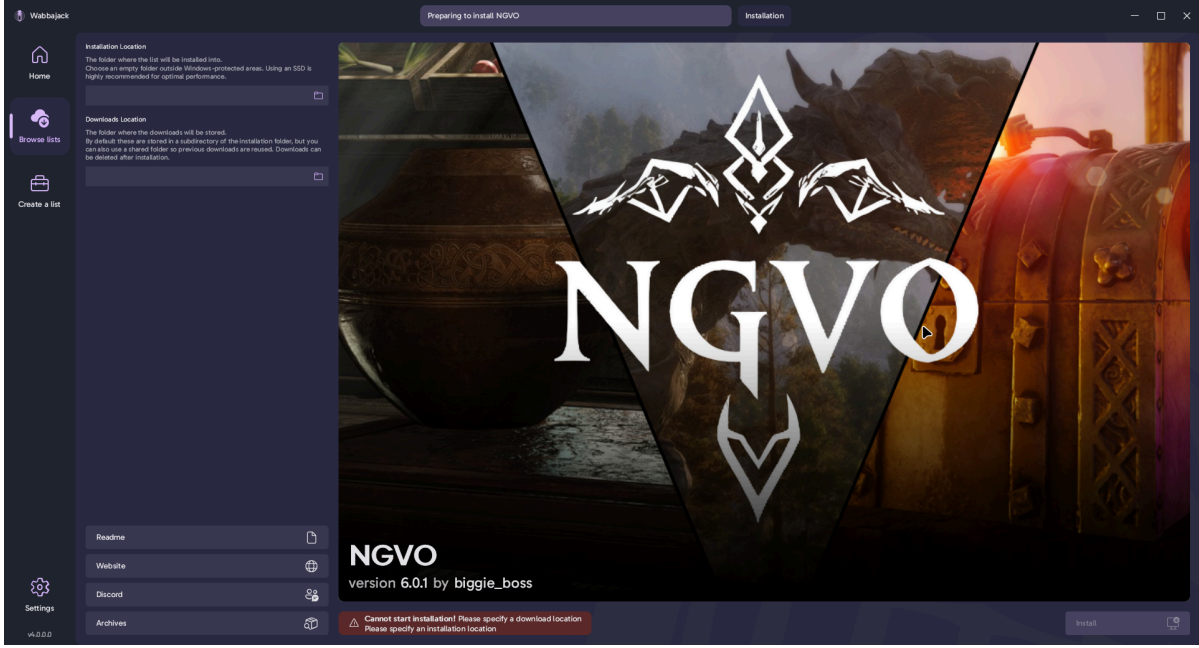 Wabbajack
Preparing to install NGVO
Installation
Home
Browse lists
Create a list
Settings
v4.0.0.0
Installation Location
The folder where the list will be installed into.
Choose an empty folder outside Windows-protected areas. Using an SSD is
highly recommended for optimal performance.
Downloads Location
The folder where the downloads will be stored.
By default these are stored in a subdirectory of the installation folder, but you
can also use a shared folder so previous downloads are reused. Downloads can
be deleted after installation.
Readme
Website
Discord
Archives
NGVO
NGVO
version 6.0.1 by biggie_boss
Cannot start installation! Please specify a download location
Please specify an installation location
Install